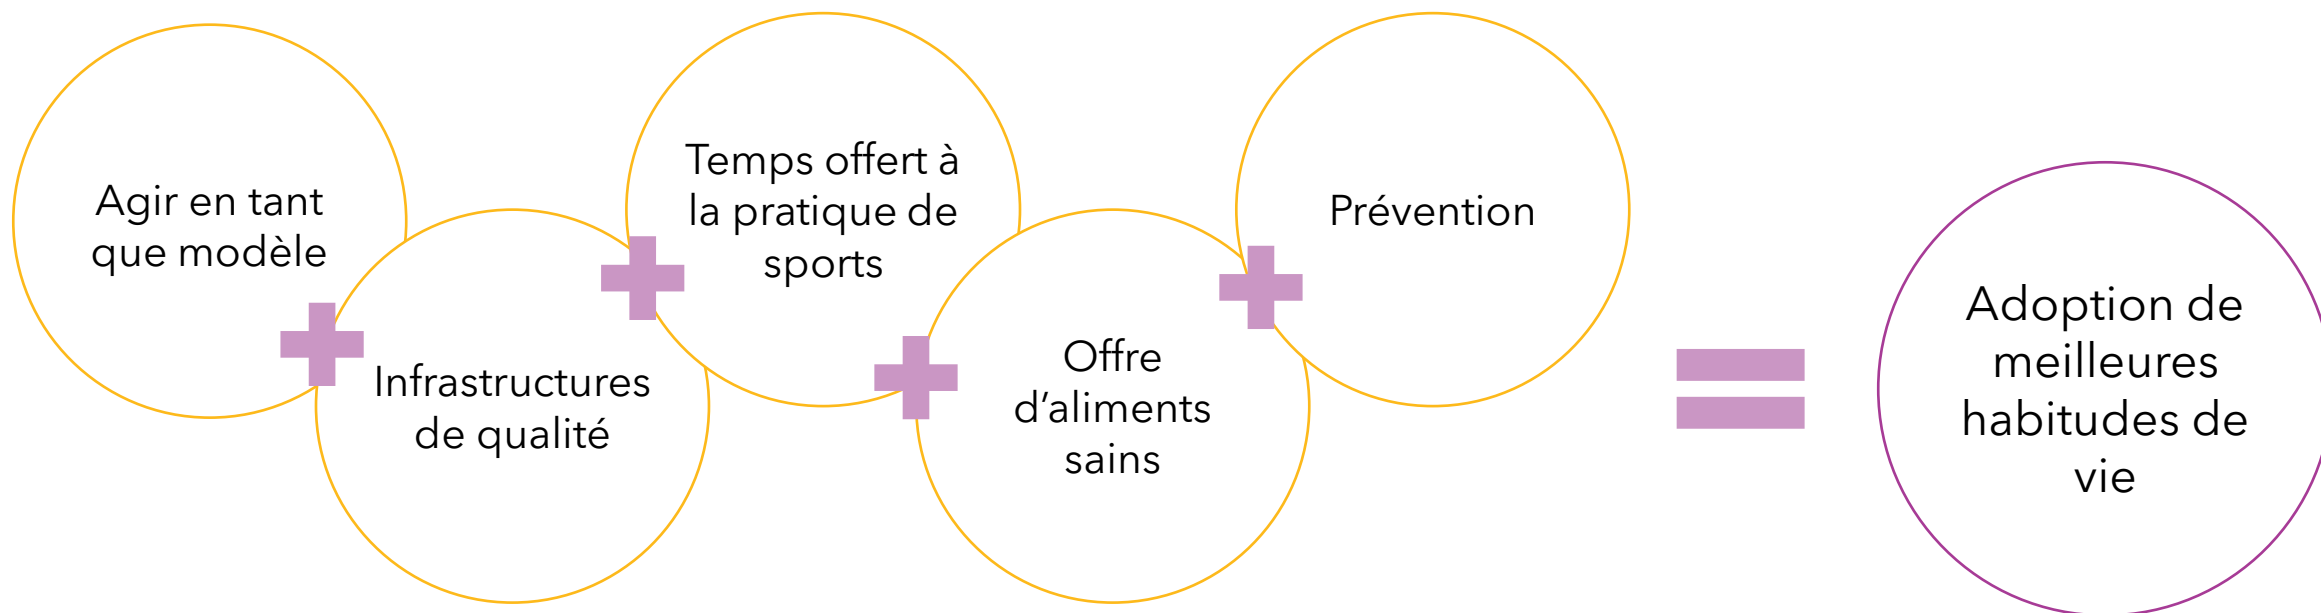 Agir en tant
que modèle
Infrastructures
de qualité
Temps offert à
la pratique de
sports
Offre
d‘aliments
sains
Prévention
Adoption de
meilleures
habitudes de
vie